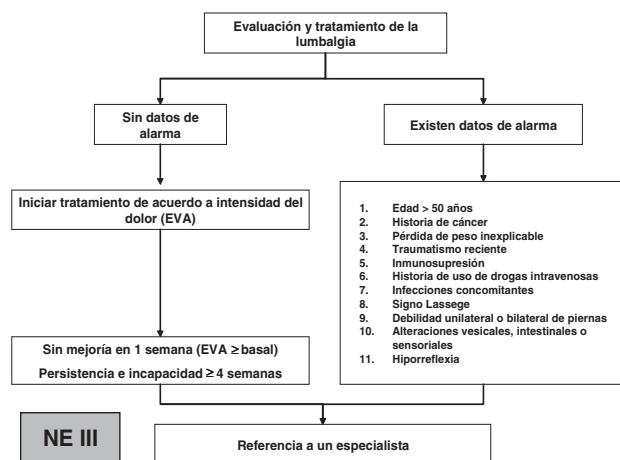 Evaluación y tratamiento de la
lumbalgia
Sin datos de
alarma
Existen datos de alarma
Iniciar tratamiento de acuerdo a intensidad del
dolor (EVA)
1. Edad > 50 años
2. Historia de cáncer
3. Pérdida de peso inexplicable
4. Traumatismo reciente
5. Inmunosupresión
6. Historia de uso de drogas intravenosas
7. Infecciones concomitantes
8. Signo Lassege
9. Debilidad unilateral o bilateral de piernas
10. Alteraciones vesicales, intestinales o
sensoriales
11. Hiporreflexia
Sin mejoría en 1 semana (EVA ≥ basal)
Persistencia e incapacidad ≥ 4 semanas
NE III
Referencia a un especialista